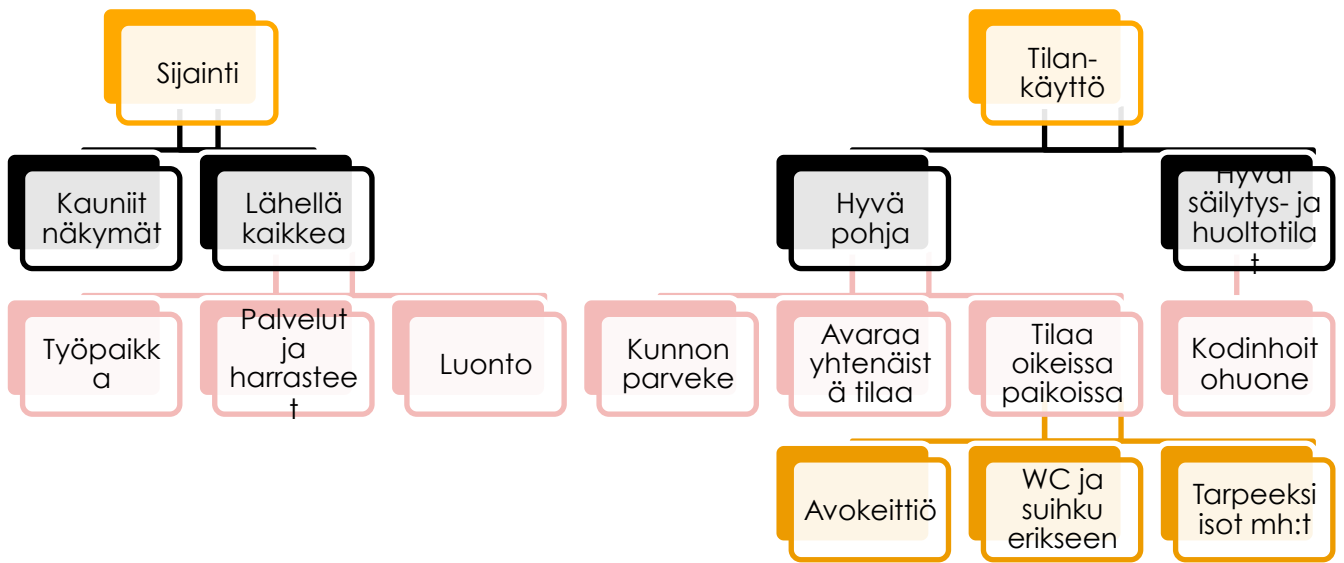 Sijainti
Tilan-
käyttö
Kauniit
näkymät
Lähellä
kaikkea
Hyvä
pohja
Hyvät
säilytys- ja
huoltotila
t
Työpaikk
a
Palvelut
ja
harrastee
t
Luonto
Kunnon
parveke
Avaraa
yhtenäist
ä tilaa
Tilaa
oikeissa
paikoissa
Kodinhoit
ohuone
Avokeittiö
WC ja
suihku
erikseen
Tarpeeksi
isot mh:t